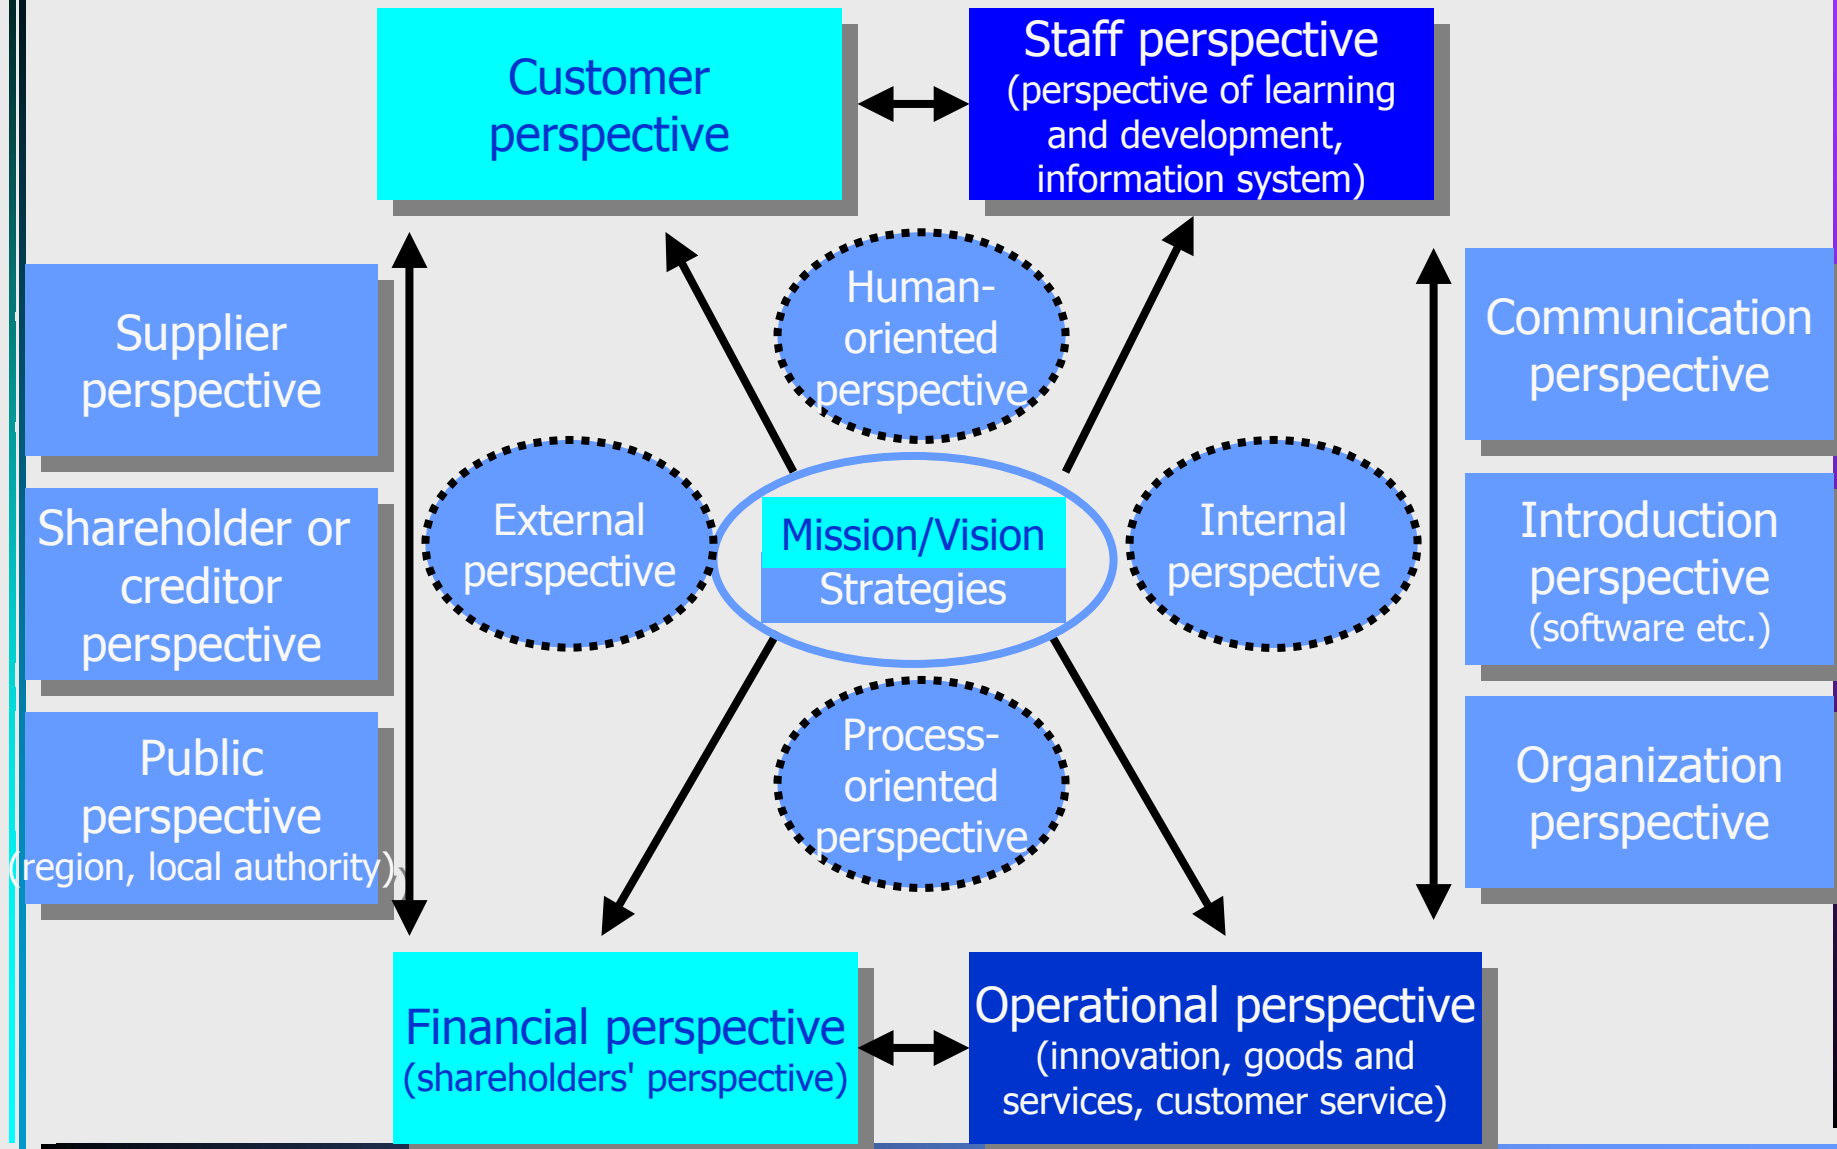 Customer
perspective
Staff perspective
(perspective of learning
and development,
information system)
Human-
oriented
perspective
Supplier
perspective
Communication
perspective
External
perspective
Mission/Vision
Strategies
Internal
perspective
Shareholder or
creditor
perspective
Introduction
perspective
(software etc.)
Process-
oriented
perspective
Public
perspective
(region, local authority)
Organization
perspective
Financial perspective
(shareholders' perspective)
Operational perspective
(innovation, goods and
services, customer service)